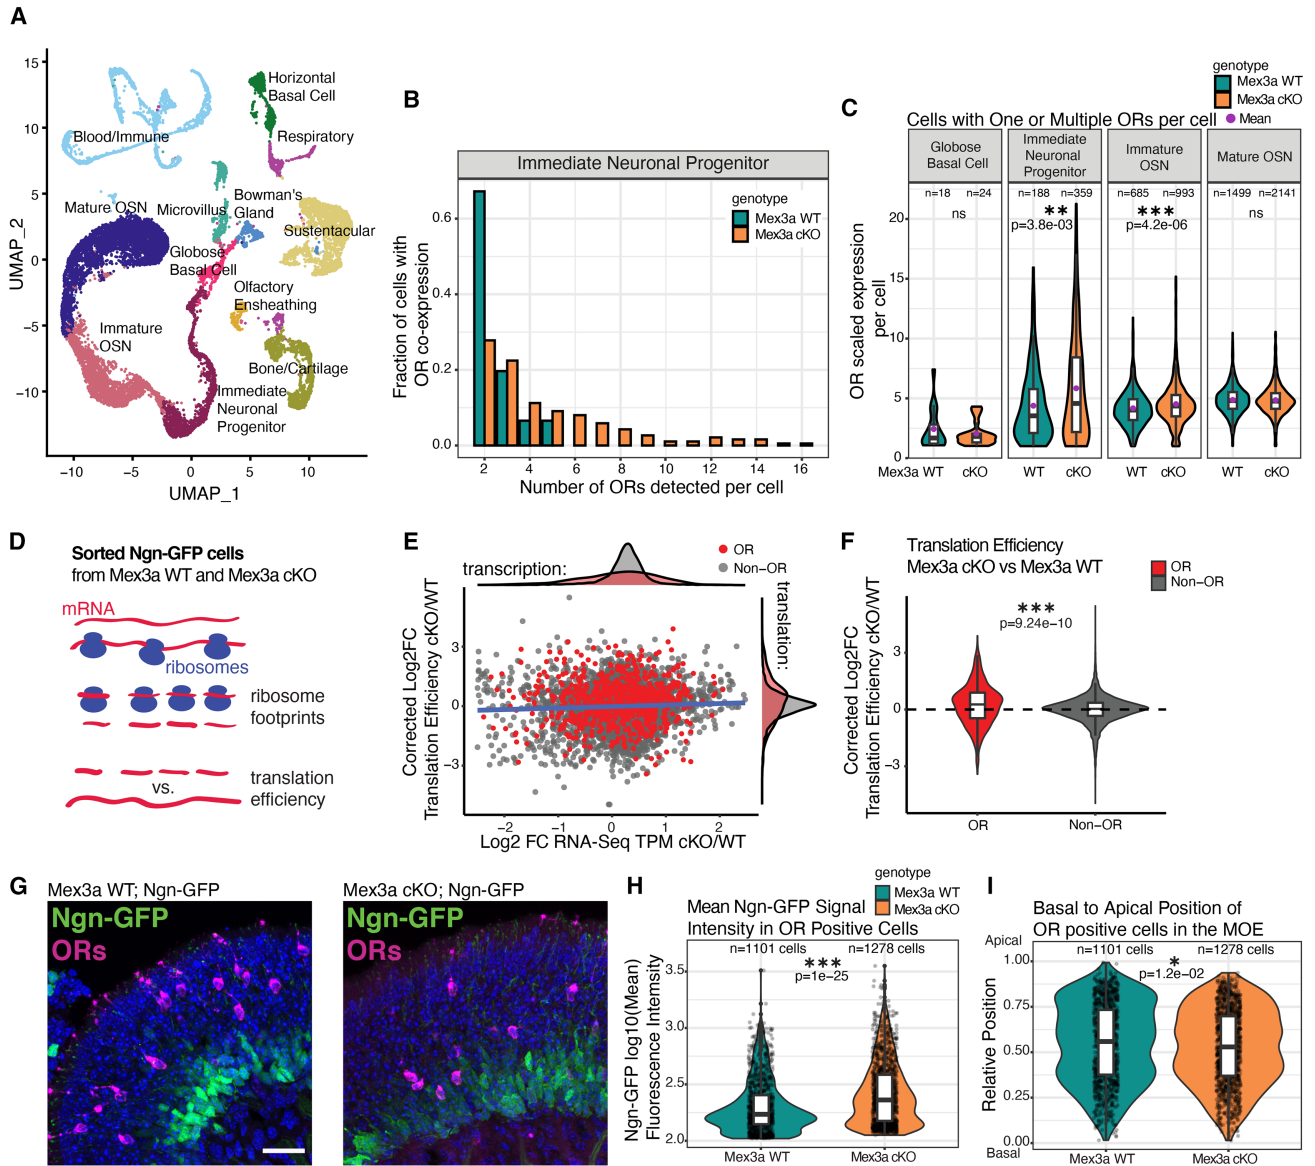 A
15
10
5
0
−5
−10
−10
−5
0
5
10
UMAP_2
UMAP_1
Horizontal
Basal Cell
Blood/Immune
Respiratory
Mature OSN
Microvillus
Bowman's
Gland
Sustentacular
Globose
Basal Cell
Olfactory
Ensheathing
Immature
OSN
Bone/Cartilage
Immediate
Neuronal
Progenitor
B
Immediate Neuronal Progenitor
genotype
Mex3a WT
Mex3a cKO
Fraction of cells with
OR co-expression
0.6
0.4
0.2
0.0
2
4
6
8
10
12
14
16
Number of ORs detected per cell
C
genotype
Mex3a WT
Mex3a cKO
Mean
Cells with One or Multiple ORs per cell
Globose
Basal Cell
Immediate
Neuronal
Progenitor
Immature
OSN
Mature OSN
n=18
n=24
n=188
n=359
n=685
n=993
n=1499
n=2141
ns
**
p=3.8e-03
***
p=4.2e-06
ns
OR scaled expression
per cell
20
15
10
5
0
Mex3a WT
cKO
WT
cKO
WT
cKO
WT
cKO
D
Sorted Ngn-GFP cells
from Mex3a WT and Mex3a cKO
mRNA
ribosomes
ribosome
footprints
translation
efficiency
vs.
E
transcription:
OR
Non−OR
translation:
Corrected Log2FC
Translation Efficiency cKO/WT
3
0
−3
−2
−1
0
1
2
Log2 FC RNA-Seq TPM cKO/WT
F
Translation Efficiency
Mex3a cKO vs Mex3a WT
OR
Non−OR
***
p=9.24e−10
Corrected Log2FC
Translation Efficiency cKO/WT
3
0
−3
OR
Non−OR
G
Mex3a WT; Ngn-GFP
Ngn-GFP
ORs
Mex3a cKO; Ngn-GFP
Ngn-GFP
ORs
H
genotype
Mex3a WT
Mex3a cKO
Mean Ngn-GFP Signal
Intensity in OR Positive Cells
n=1101 cells
n=1278 cells
***
p=1e−25
Ngn-GFP log10(Mean)
Fluorescence Intensity
3.5
3.0
2.5
2.0
Mex3a WT
Mex3a cKO
I
Basal to Apical Position of
OR positive cells in the MOE
Apical
n=1101 cells
n=1278 cells
*
p=1.2e−02
Relative Position
1.00
0.75
0.50
0.25
0.00
Basal
Mex3a WT
Mex3a cKO